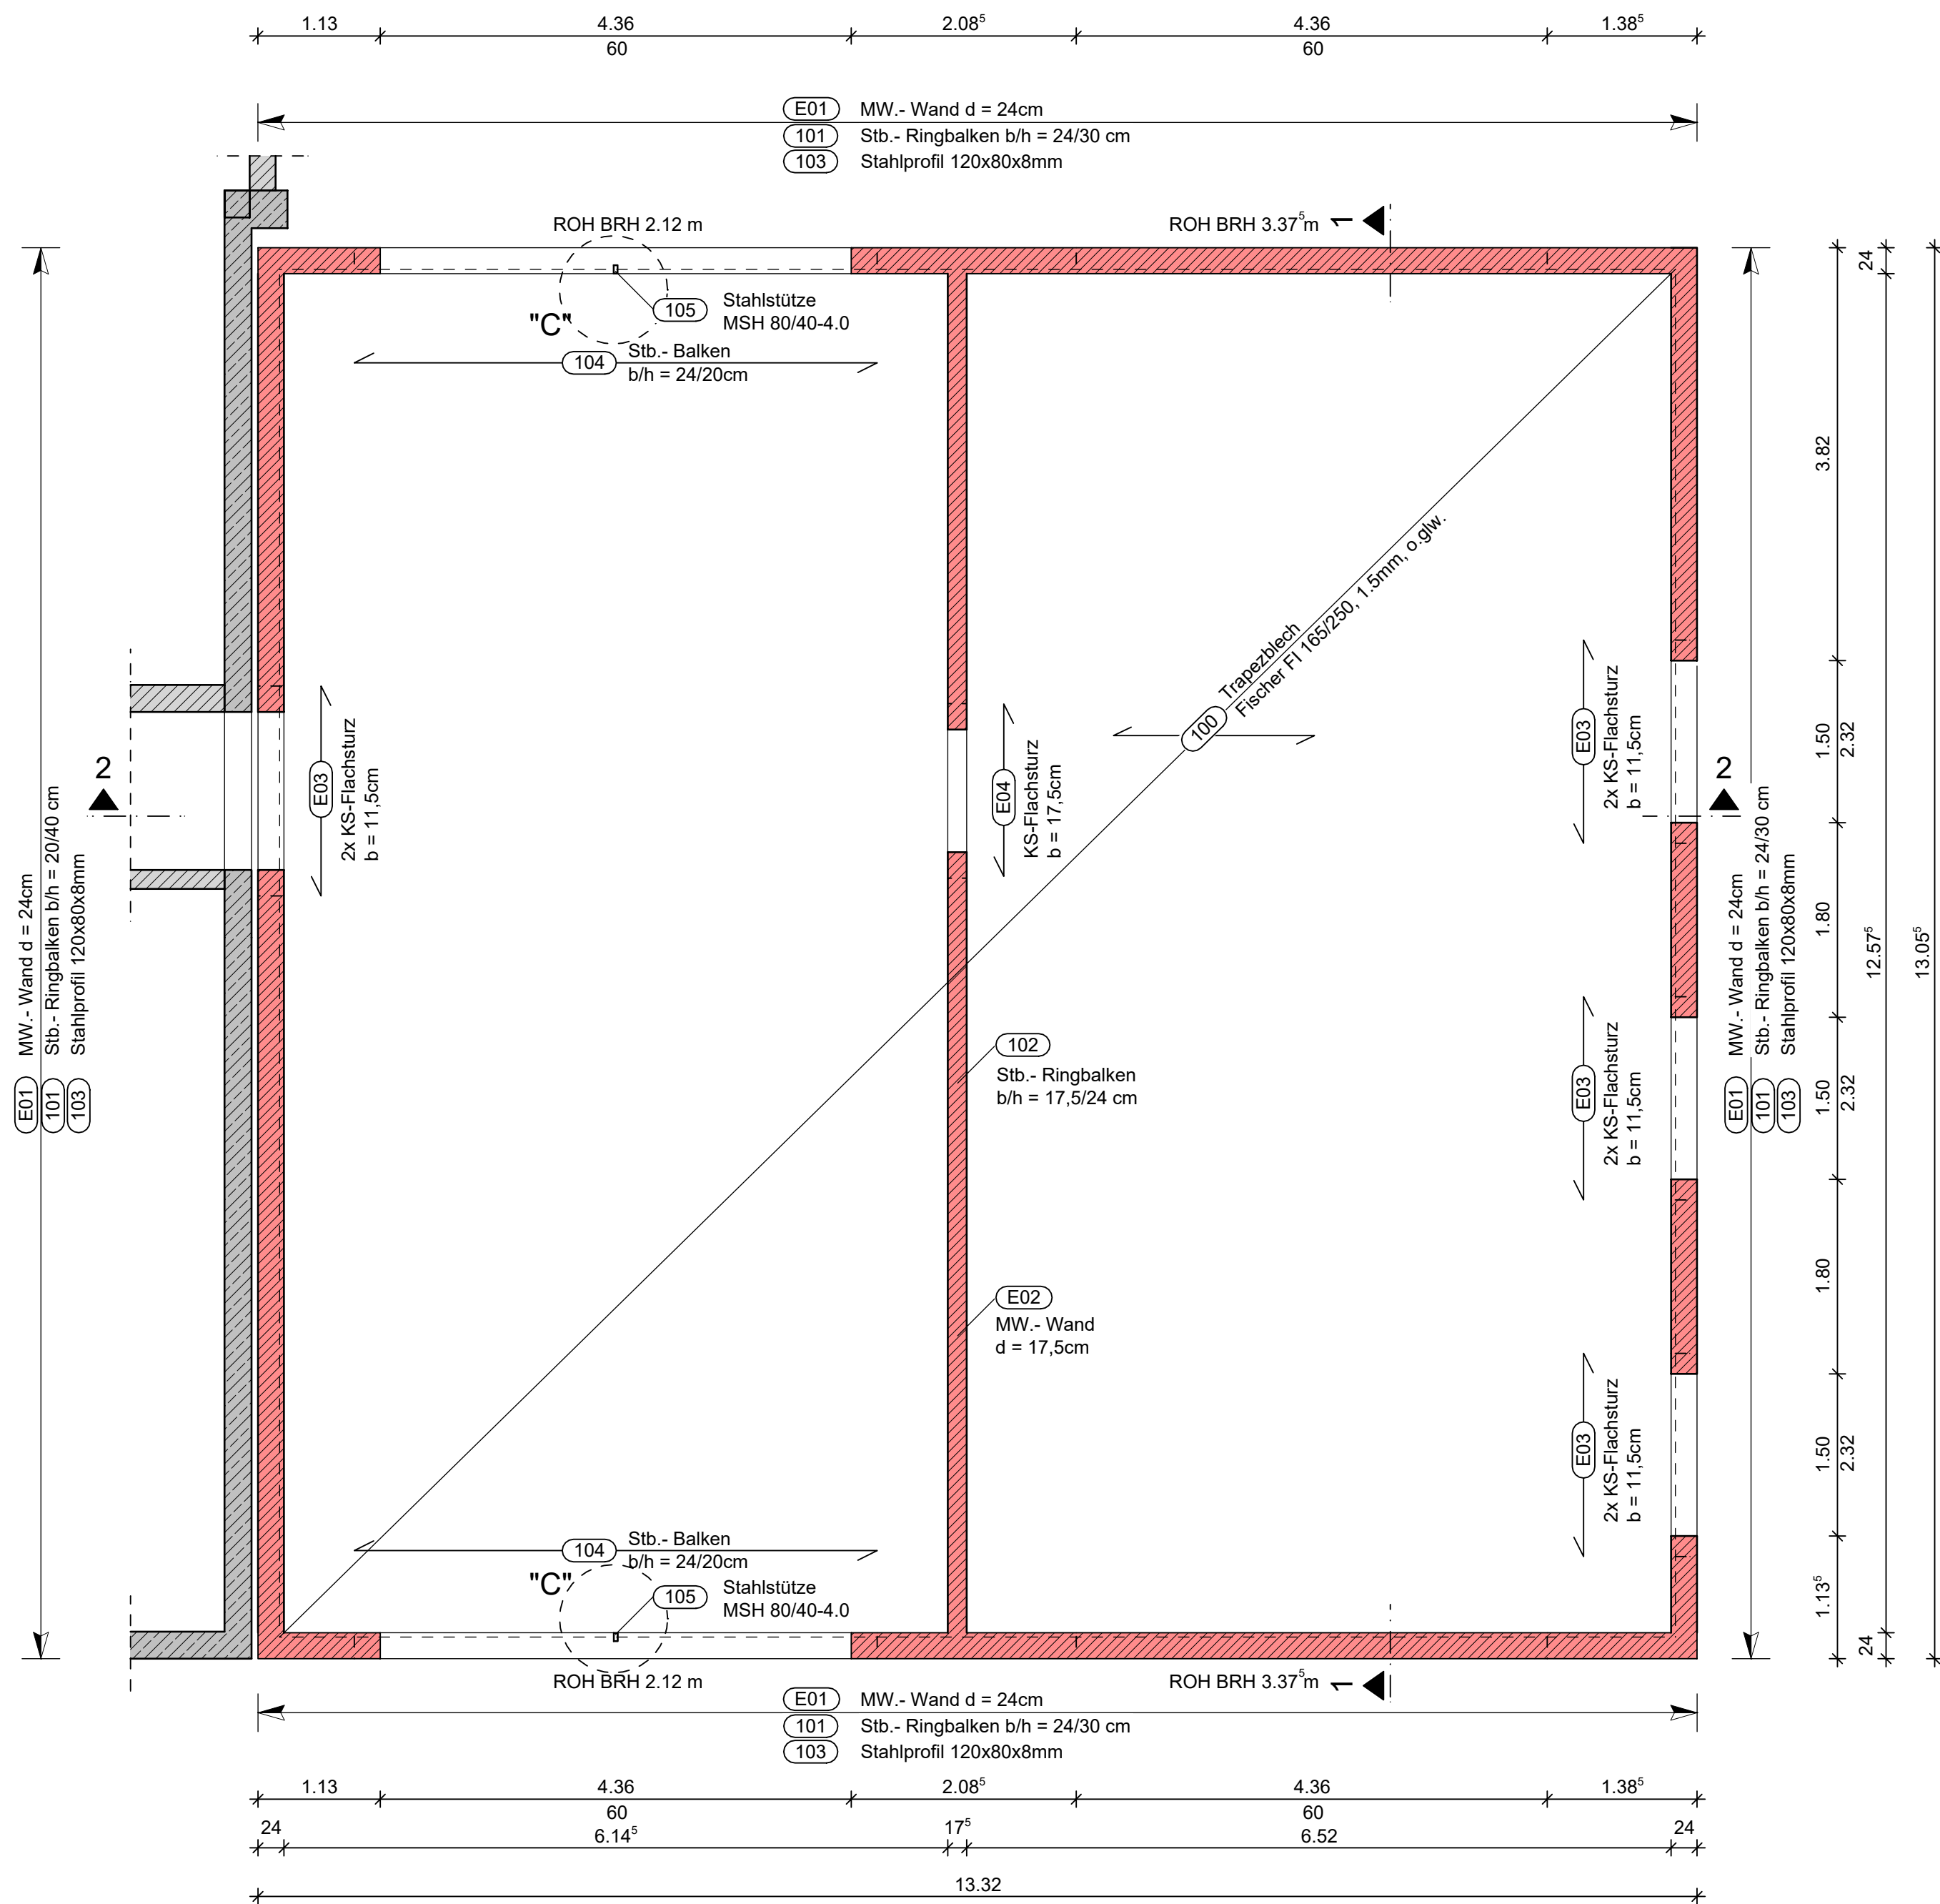 1.13 4.36 2.08⁵ 4.36 1.38⁵
60 60
E01 MW.- Wand d = 24cm
101 Stb.- Ringbalken b/h = 24/30 cm
103 Stahlprofil 120x80x8mm
ROH BRH 2.12 m
ROH BRH 3.37⁵m
1
105 Stahlstütze
MSH 80/40-4.0
"C"
104 Stb.- Balken
b/h = 24/20cm
Trapezblech
100 Fischer FI 165/250, 1.5mm, o.glw.
2
E03
2x KS-Flachsturz
b = 11,5cm
E04
KS-Flachsturz
b = 17,5cm
E03
2x KS-Flachsturz
b = 11,5cm
2
E01 MW.- Wand d = 24cm
101 Stb.- Ringbalken b/h = 20/40 cm
103 Stahlprofil 120x80x8mm
102
Stb.- Ringbalken
b/h = 17,5/24 cm
E03
2x KS-Flachsturz
b = 11,5cm
E01 MW.- Wand d = 24cm
101 Stb.- Ringbalken b/h = 24/30 cm
103 Stahlprofil 120x80x8mm
E02
MW.- Wand
d = 17,5cm
E03
2x KS-Flachsturz
b = 11,5cm
24
3.82
1.50
2.32
1.80
1.50
2.32
1.80
1.50
2.32
1.13⁵
24
12.57⁵
13.05⁵
104 Stb.- Balken
b/h = 24/20cm
"C"
105 Stahlstütze
MSH 80/40-4.0
ROH BRH 2.12 m
ROH BRH 3.37⁵m
1
E01 MW.- Wand d = 24cm
101 Stb.- Ringbalken b/h = 24/30 cm
103 Stahlprofil 120x80x8mm
1.13 4.36 2.08⁵ 4.36 1.38⁵
60 60
24 6.14⁵ 17⁵ 6.52 24
13.32